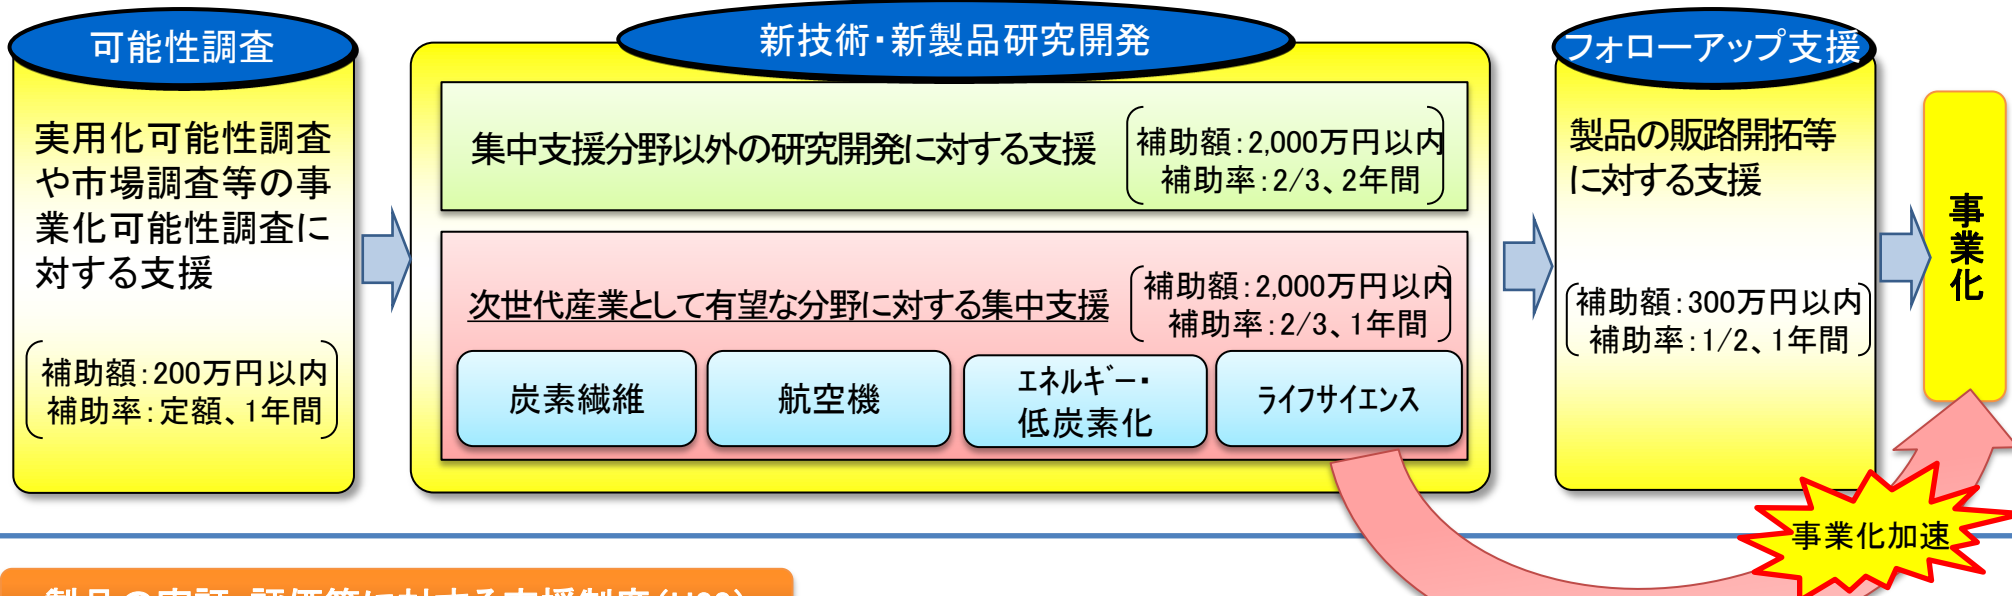 可能性調査
実用化可能性調査
や市場調査等の事
業化可能性調査に
対する支援
補助額：200万円以内
補助率：定額、1年間
新技術・新製品研究開発
集中支援分野以外の研究開発に対する支援
補助額：2,000万円以内
補助率：2/3、2年間
次世代産業として有望な分野に対する集中支援
補助額：2,000万円以内
補助率：2/3、1年間
炭素繊維
航空機
ｴﾈﾙｷﾞｰ・
低炭素化
ﾗｲﾌｻｲｴﾝｽ
フォローアップ支援
製品の販路開拓等
に対する支援
補助額：300万円以内
補助率：1/2、1年間
事業化
事業化加速